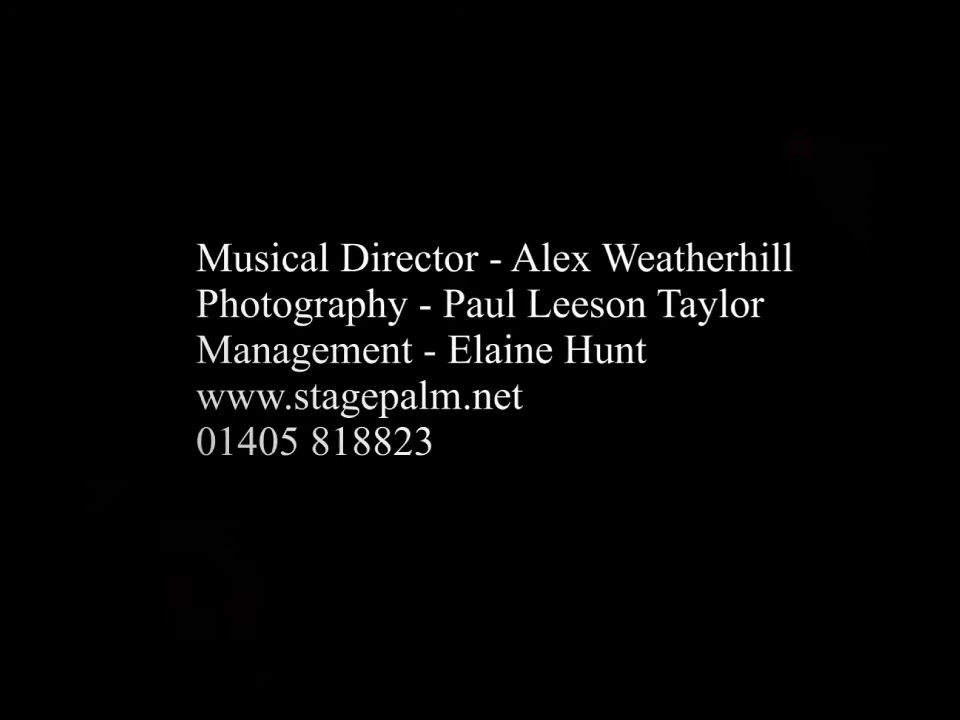 Musical Director - Alex Weatherhill
Photography - Paul Leeson Taylor
Management - Elaine Hunt
www.stagepalm.net
01405 818823